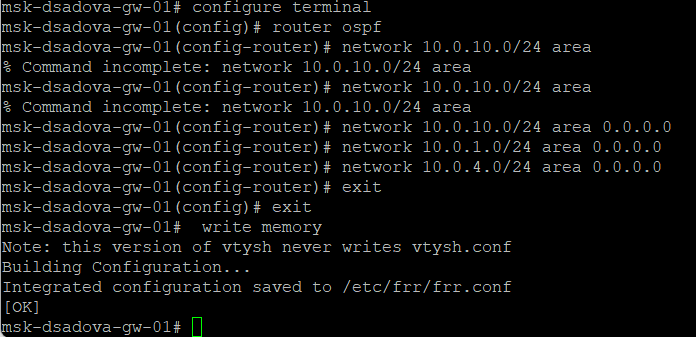 msk-dsadova-gw-01# configure terminal
msk-dsadova-gw-01(config)# router ospf
msk-dsadova-gw-01(config-router)# network 10.0.10.0/24 area
% Command incomplete: network 10.0.10.0/24 area
msk-dsadova-gw-01(config-router)# network 10.0.10.0/24 area
% Command incomplete: network 10.0.10.0/24 area
msk-dsadova-gw-01(config-router)# network 10.0.10.0/24 area 0.0.0.0
msk-dsadova-gw-01(config-router)# network 10.0.1.0/24 area 0.0.0.0
msk-dsadova-gw-01(config-router)# network 10.0.4.0/24 area 0.0.0.0
msk-dsadova-gw-01(config-router)# exit
msk-dsadova-gw-01(config)# exit
msk-dsadova-gw-01#  write memory
Note: this version of vtysh never writes vtysh.conf
Building Configuration...
Integrated configuration saved to /etc/frr/frr.conf
[OK]
msk-dsadova-gw-01#